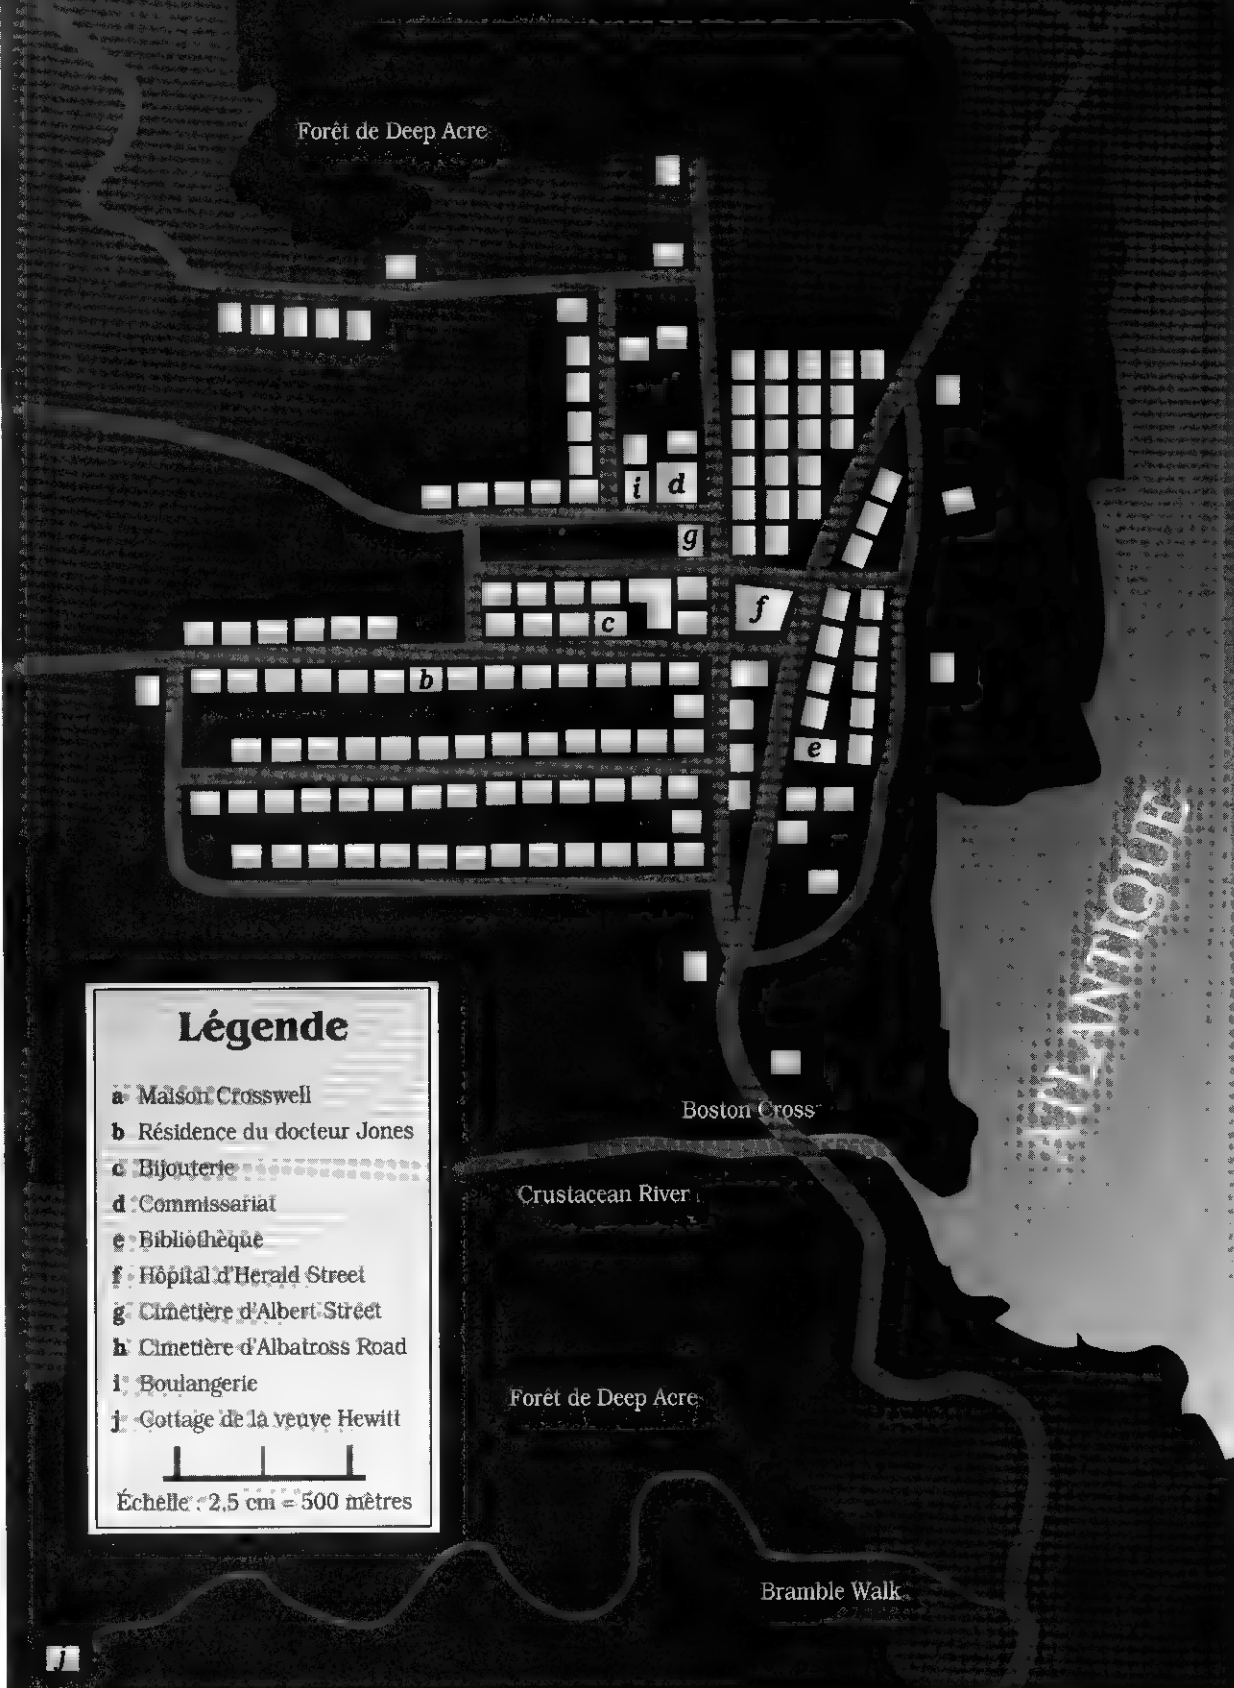 Forêt de Deep Acre
i
d
g
c
f
b
e
ATLANTIQUE
Légende
a Maison Crosswell
b Résidence du docteur Jones
c Bijouterie
d Commissariat
e Bibliothèque
f Hôpital d'Herald Street
g Cimetière d'Albert Street
h Cimetière d'Albatross Road
i Boulangerie
j Cottage de la veuve Hewitt
Échelle : 2,5 cm = 500 mètres
Boston Cross
Crustacean River
Forêt de Deep Acre
Bramble Walk
j